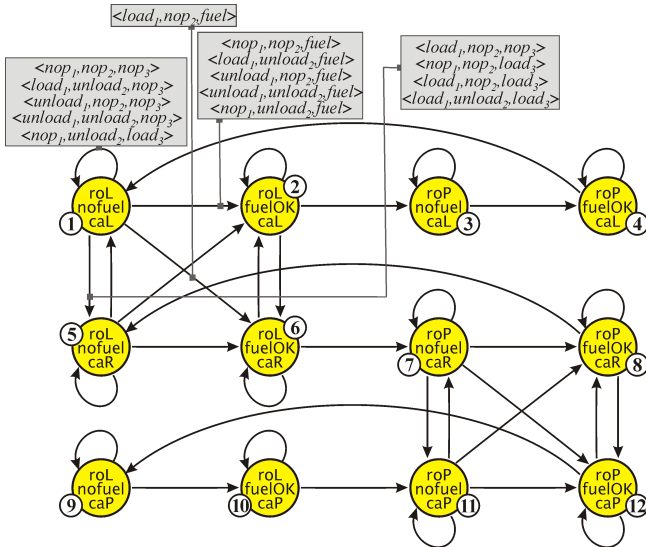 <load₁,nop₂,fuel>
<nop₁,nop₂,nop₃>
<load₁,unload₂,nop₃>
<unload₁,nop₂,nop₃>
<unload₁,unload₂,nop₃>
<nop₁,unload₂,load₃>
<nop₁,nop₂,fuel>
<load₁,unload₂,fuel>
<unload₁,nop₂,fuel>
<unload₁,unload₂,fuel>
<nop₁,unload₂,fuel>
<load₁,nop₂,nop₃>
<nop₁,nop₂,load₃>
<load₁,nop₂,load₃>
<load₁,unload₂,load₃>
roL
nofuel
caL
1
roL
fuelOK
caL
2
roP
nofuel
caL
3
roP
fuelOK
caL
4
roL
nofuel
caR
5
roL
fuelOK
caR
6
roP
nofuel
caR
7
roP
fuelOK
caR
8
roL
nofuel
caP
9
roL
fuelOK
caP
10
roP
nofuel
caP
11
roP
fuelOK
caP
12